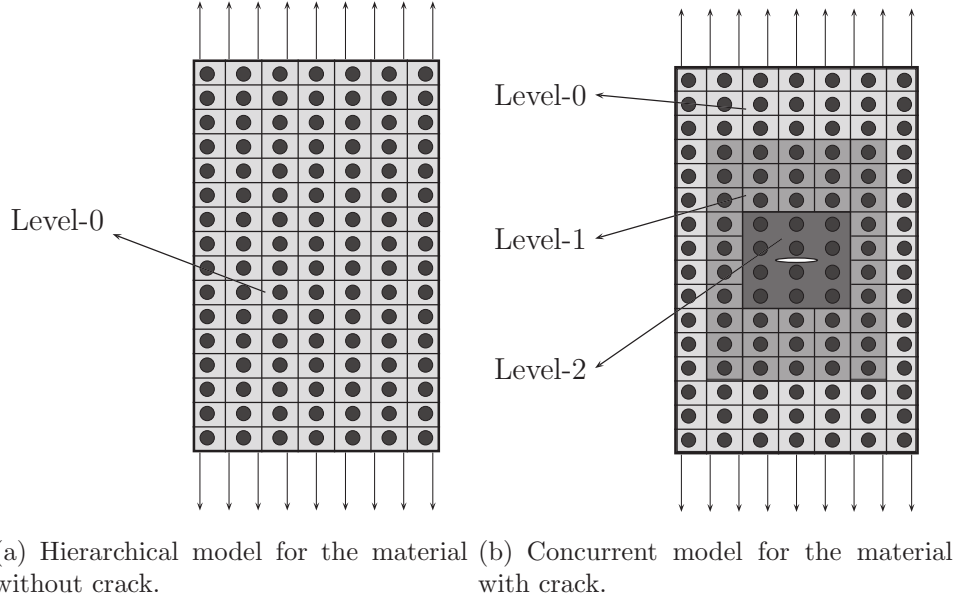 Level-0
Level-0
Level-1
Level-2
(a) Hierarchical model for the material
without crack.
(b) Concurrent model for the material
with crack.